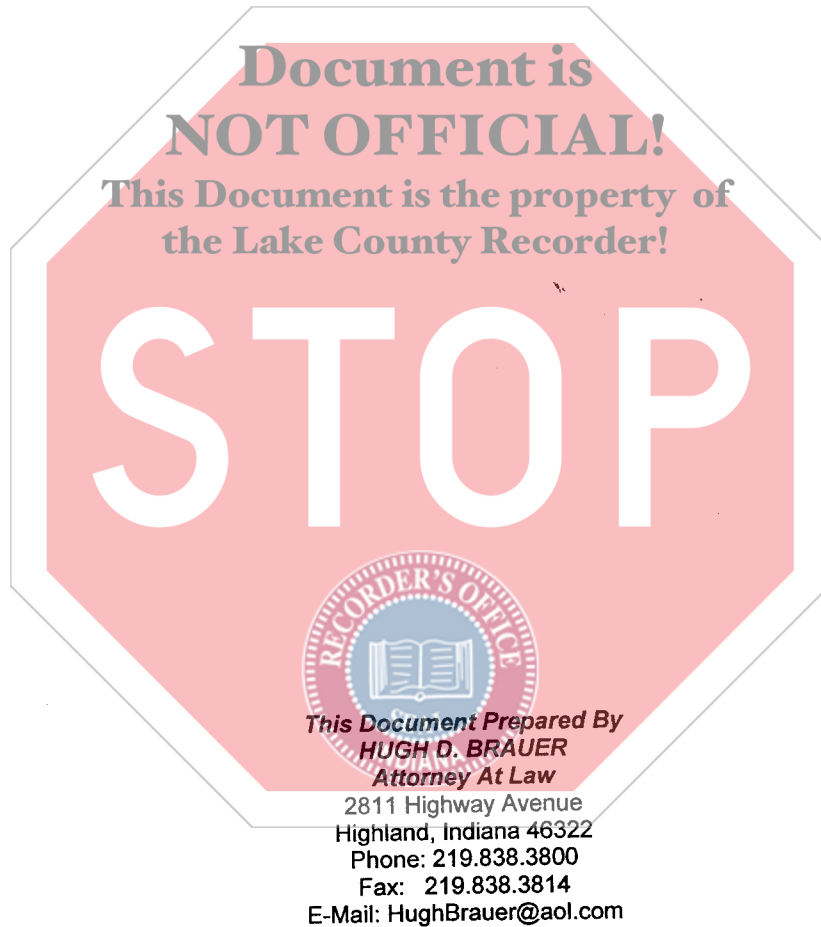 Document is
NOT OFFICIAL!
This Document is the property of
the Lake County Recorder!
STOP
RECORDER'S OFFICE
SEAL
INDIANA
This Document Prepared By
HUGH D. BRAUER
Attorney At Law
2811 Highway Avenue
Highland, Indiana 46322
Phone: 219.838.3800
Fax: 219.838.3814
E-Mail: HughBrauer@aol.com